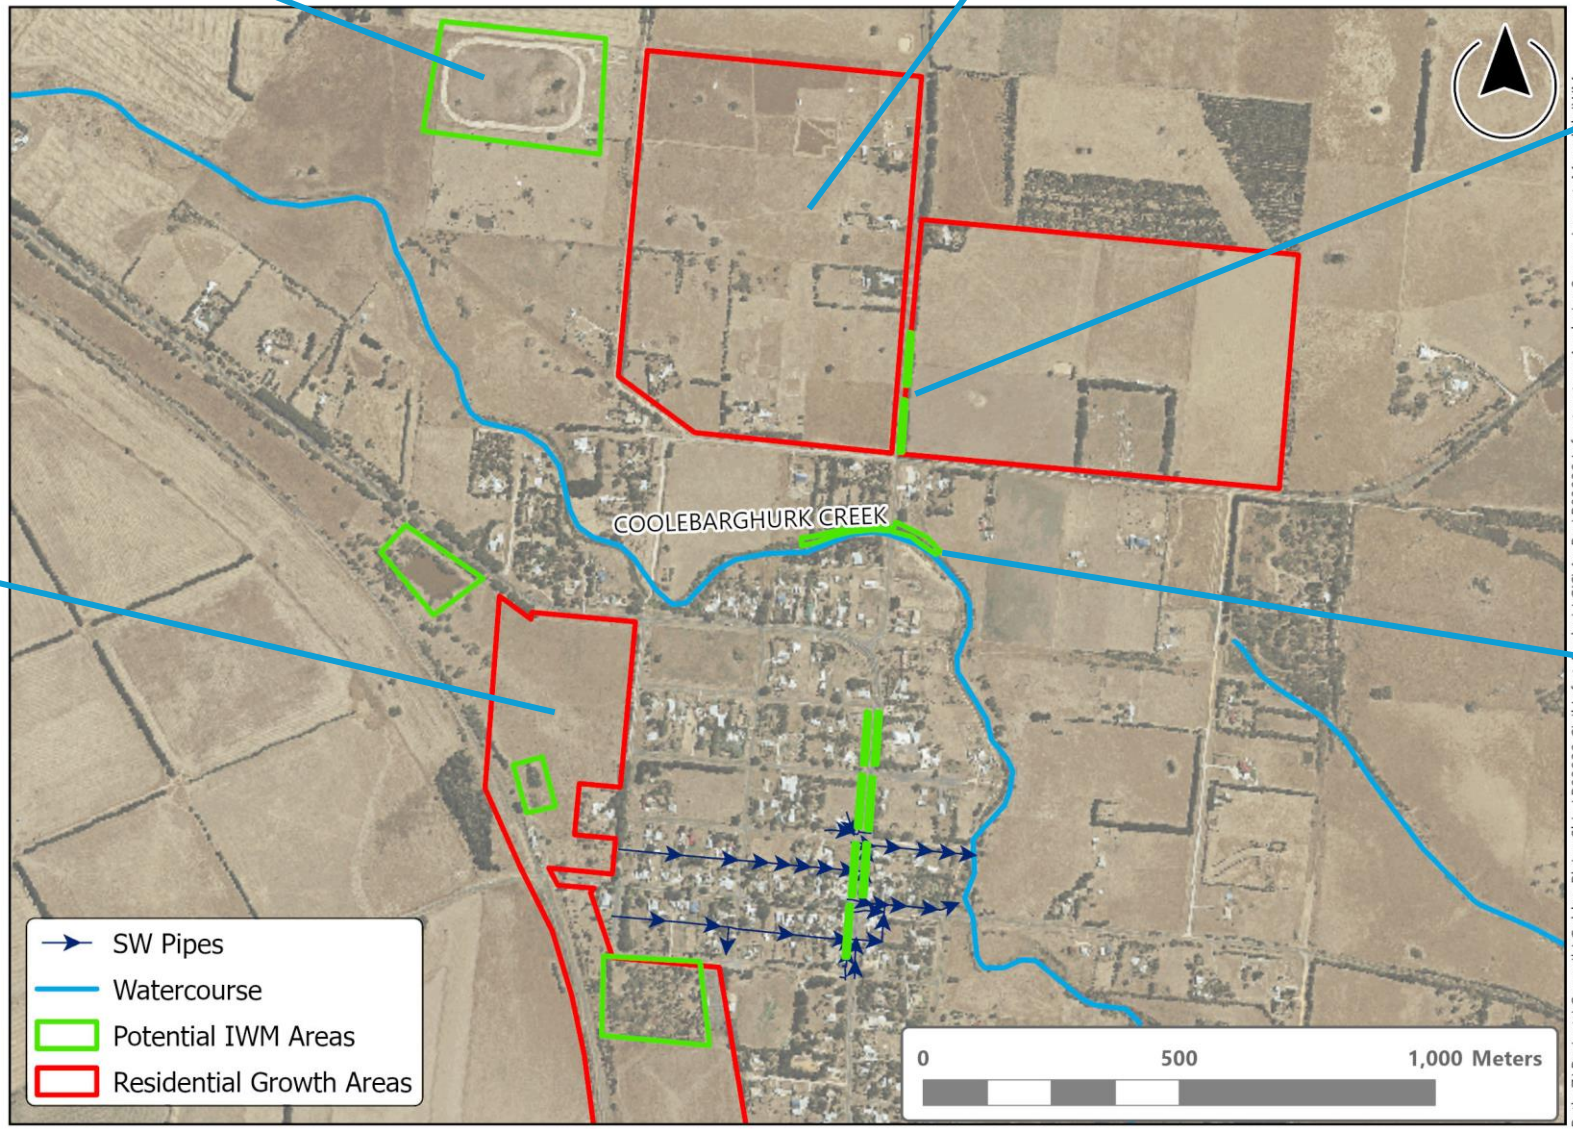 COOLEBARGHURK CREEK
SW Pipes
Watercourse
Potential IWM Areas
Residential Growth Areas
0 500 1,000 Meters